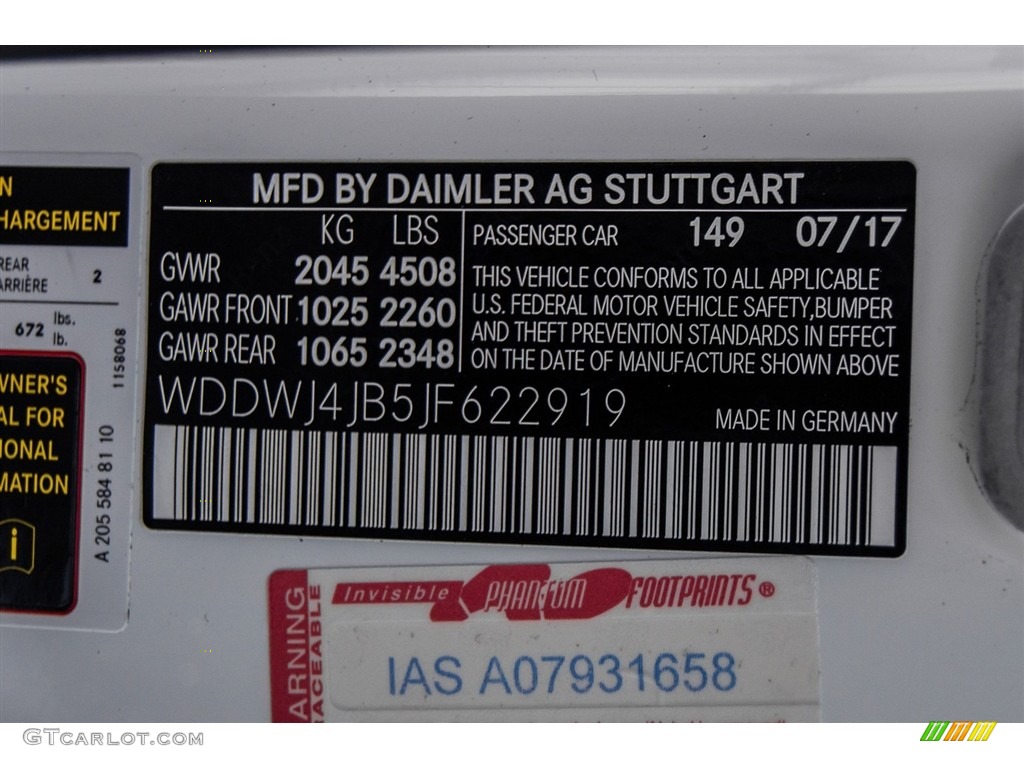 N
HARGEMENT
REAR
ARRIÈRE 2
672 lbs.
lb.
1158068
WNER'S
AL FOR
IONAL
MATION
i
A 205 584 81 10
MFD BY DAIMLER AG STUTTGART
KG LBS
GVWR 2045 4508
GAWR FRONT 1025 2260
GAWR REAR 1065 2348
PASSENGER CAR 149 07/17
THIS VEHICLE CONFORMS TO ALL APPLICABLE
U.S. FEDERAL MOTOR VEHICLE SAFETY,BUMPER
AND THEFT PREVENTION STANDARDS IN EFFECT
ON THE DATE OF MANUFACTURE SHOWN ABOVE
WDDWJ4JB5JF622919
MADE IN GERMANY
ARNING
RACEABLE
Invisible PHANTOM FOOTPRINTS®
IAS A07931658
GTCARLOT.COM